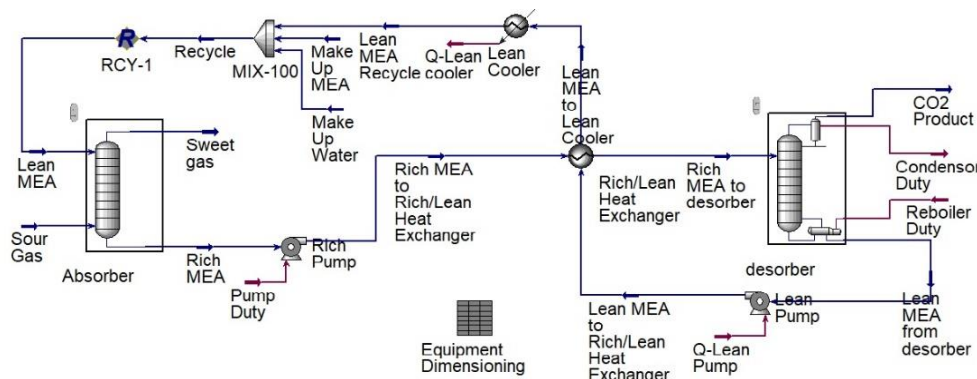 R
RCY-1
Recycle
MIX-100
Make
Up
MEA
Make
Up
Water
Lean
MEA
Recycle
Q-Lean
cooler
Lean
Cooler
Lean MEA
to
Lean
Cooler
Lean
MEA
Sour
Gas
Absorber
Sweet
gas
Rich
MEA
Pump
Duty
Rich
Pump
Rich MEA
to
Rich/Lean
Heat
Exchanger
Rich/Lean
Heat
Exchanger
Rich
MEA to
desorber
CO2
Product
Condensor
Duty
Reboiler
Duty
desorber
Equipment
Dimensioning
Lean MEA
to
Rich/Lean
Heat
Exchanger
Lean
Pump
Q-Lean
Pump
Lean
MEA
from
desorber